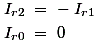 I_{r2} = - I_{r1}
I_{r0} = 0